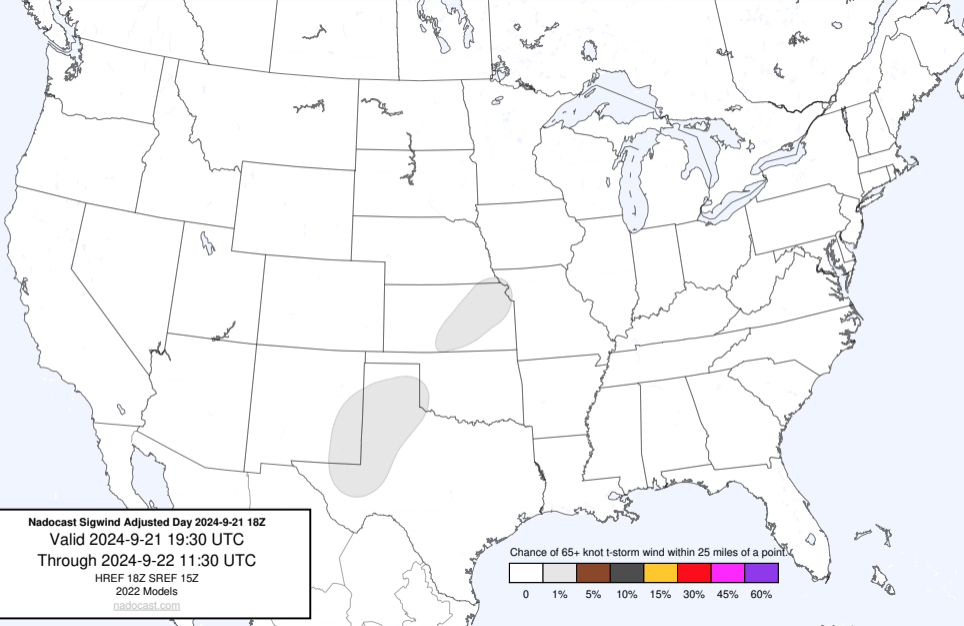 Nadocast Sigwind Adjusted Day 2024-9-21 18Z
Valid 2024-9-21 19:30 UTC
Through 2024-9-22 11:30 UTC
HREF 18Z SREF 15Z
2022 Models
nadocast.com
Chance of 65+ knot t-storm wind within 25 miles of a point.
0 1% 5% 10% 15% 30% 45% 60%